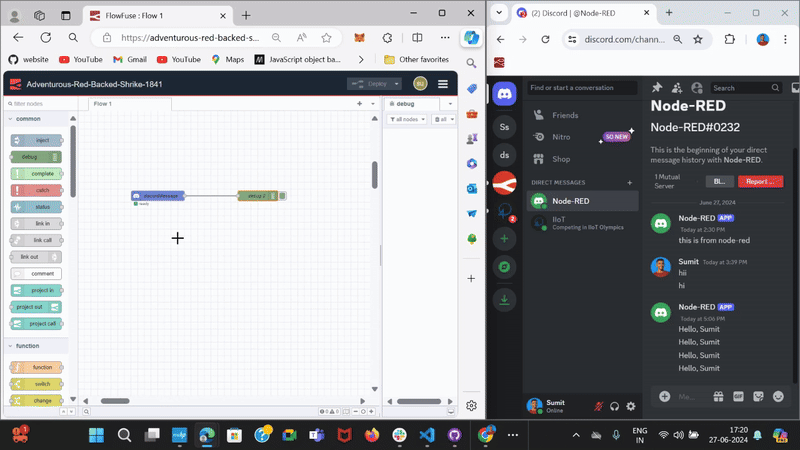 FlowFuse : Flow 1
https://adventurous-red-backed-s...
website
YouTube
Gmail
YouTube
Maps
JavaScript object ba...
Other favorites
Adventurous-Red-Backed-Shrike-1841
Deploy
filter nodes
Flow 1
debug
all nodes
all
common
inject
debug
complete
catch
status
link in
link call
link out
comment
project in
project out
project call
function
function
switch
change
discordMessage
ready
debug 2
(2) Discord | @Node-RED
discord.com/chann...
Find or start a conversation
Search
Friends
Nitro
Shop
DIRECT MESSAGES
Node-RED
IIoT
Competing in IIoT Olympics
Ss
ds
2
Node-RED
Node-RED#0232
This is the beginning of your direct
message history with Node-RED.
1 Mutual
Server
Bl...
Report ...
June 27, 2024
Node-RED APP
Today at 2:30 PM
this is from node-red
Sumit Today at 3:39 PM
hii
hi
Node-RED APP
Today at 5:06 PM
Hello, Sumit
Hello, Sumit
Hello, Sumit
Hello, Sumit
Me...
GIF
Sumit
Online
ENG
IN
17:20
27-06-2024